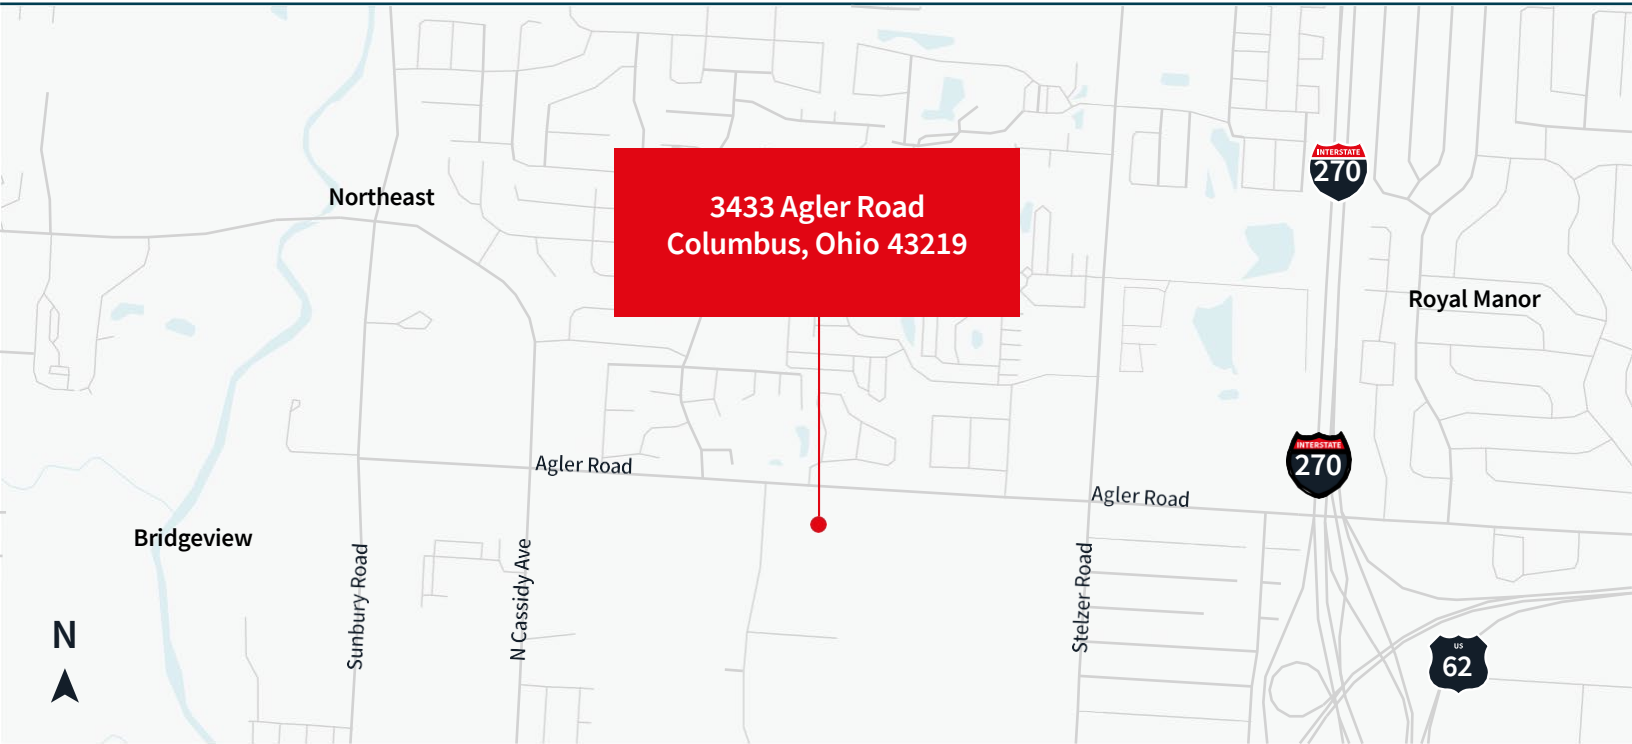 INTERSTATE
270
Northeast
3433 Agler Road
Columbus, Ohio 43219
Royal Manor
INTERSTATE
270
Agler Road
Agler Road
Bridgeview
Sunbury Road
N Cassidy Ave
Stelzer Road
N
US
62